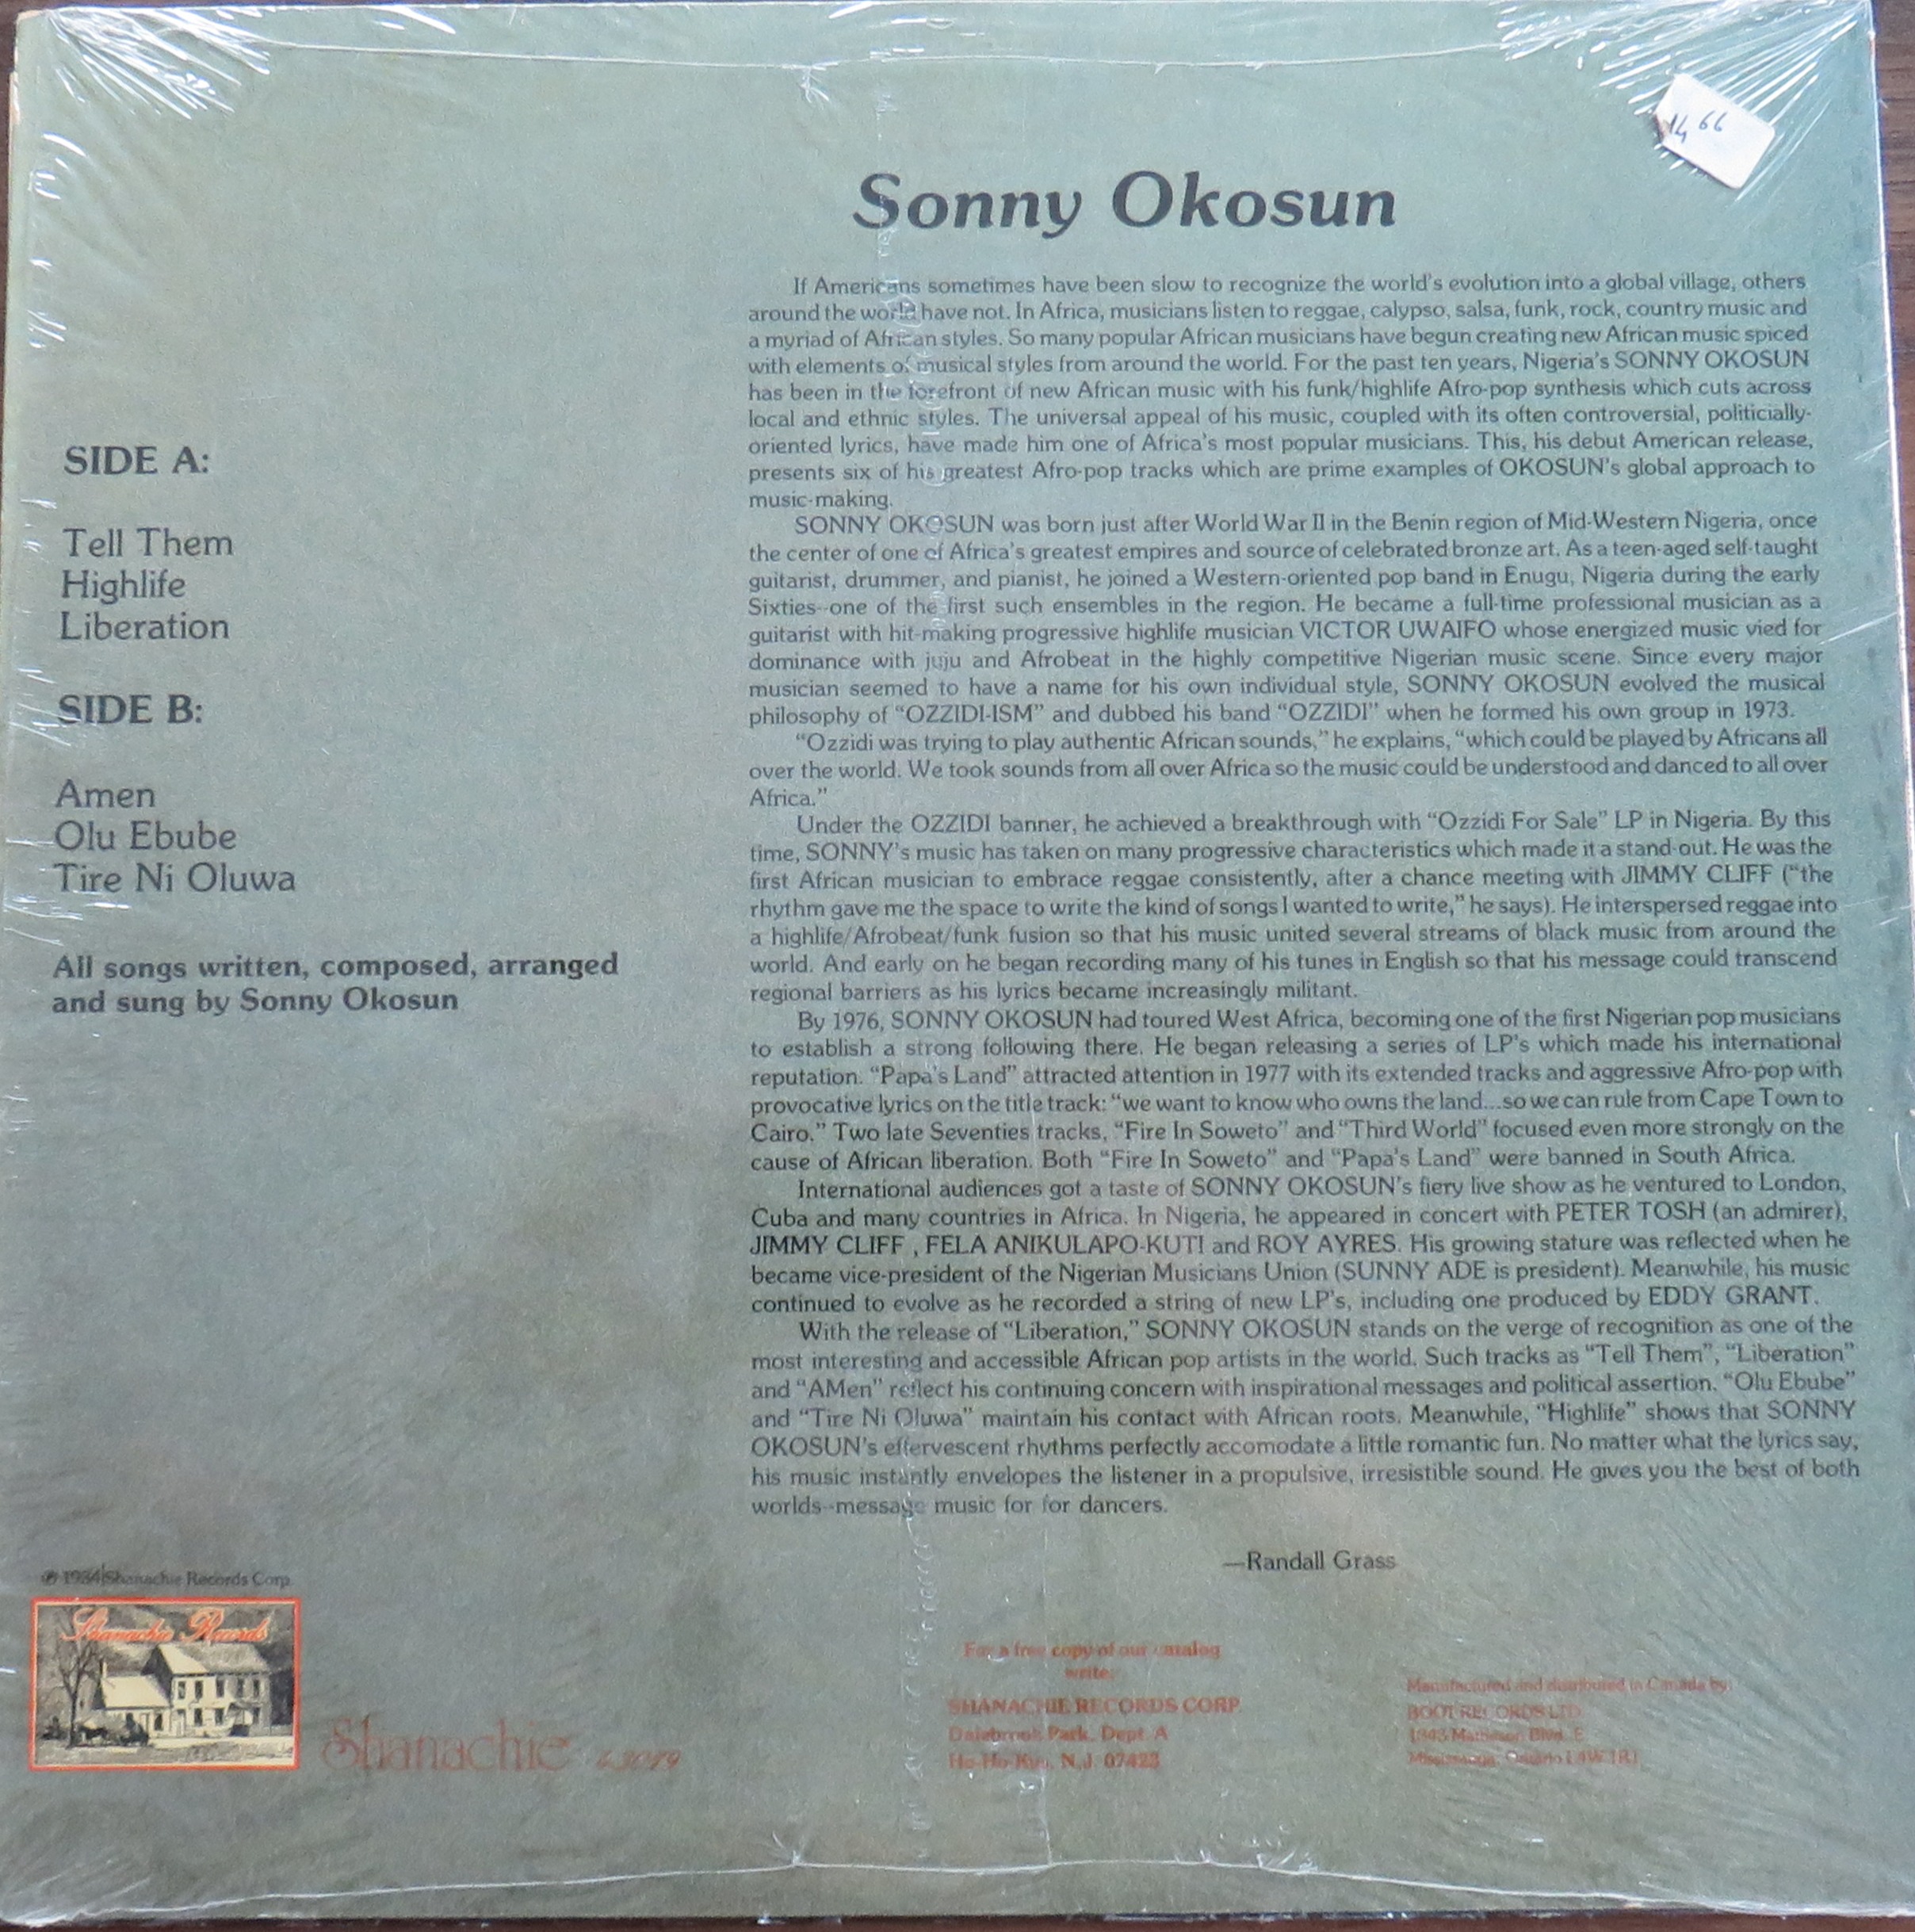 14 66
Sonny Okosun
If Americans sometimes have been slow to recognize the world's evolution into a global village, others
around the world have not. In Africa, musicians listen to reggae, calypso, salsa, funk, rock, country music and
a myriad of African styles. So many popular African musicians have begun creating new African music spiced
with elements of musical styles from around the world. For the past ten years, Nigeria's SONNY OKOSUN
has been in the forefront of new African music with his funk/highlife Afro-pop synthesis which cuts across
local and ethnic styles. The universal appeal of his music, coupled with its often controversial, politicially-
oriented lyrics, have made him one of Africa's most popular musicians. This, his debut American release,
presents six of his greatest Afro-pop tracks which are prime examples of OKOSUN's global approach to
music-making.
SONNY OKOSUN was born just after World War II in the Benin region of Mid-Western Nigeria, once
the center of one of Africa's greatest empires and source of celebrated bronze art. As a teen-aged self-taught
guitarist, drummer, and pianist, he joined a Western-oriented pop band in Enugu, Nigeria during the early
Sixties--one of the first such ensembles in the region. He became a full-time professional musician as a
guitarist with hit-making progressive highlife musician VICTOR UWAIFO whose energized music vied for
dominance with juju and Afrobeat in the highly competitive Nigerian music scene. Since every major
musician seemed to have a name for his own individual style, SONNY OKOSUN evolved the musical
philosophy of "OZZIDI-ISM" and dubbed his band "OZZIDI" when he formed his own group in 1973.
"Ozzidi was trying to play authentic African sounds," he explains, "which could be played by Africans all
over the world. We took sounds from all over Africa so the music could be understood and danced to all over
Africa."
Under the OZZIDI banner, he achieved a breakthrough with "Ozzidi For Sale" LP in Nigeria. By this
time, SONNY's music has taken on many progressive characteristics which made it a stand-out. He was the
first African musician to embrace reggae consistently, after a chance meeting with JIMMY CLIFF ("the
rhythm gave me the space to write the kind of songs I wanted to write," he says). He interspersed reggae into
a highlife/Afrobeat/funk fusion so that his music united several streams of black music from around the
world. And early on he began recording many of his tunes in English so that his message could transcend
regional barriers as his lyrics became increasingly militant.
By 1976, SONNY OKOSUN had toured West Africa, becoming one of the first Nigerian pop musicians
to establish a strong following there. He began releasing a series of LP's which made his international
reputation. "Papa's Land" attracted attention in 1977 with its extended tracks and aggressive Afro-pop with
provocative lyrics on the title track: "we want to know who owns the land...so we can rule from Cape Town to
Cairo." Two late Seventies tracks, "Fire In Soweto" and "Third World" focused even more strongly on the
cause of African liberation. Both "Fire In Soweto" and "Papa's Land" were banned in South Africa.
International audiences got a taste of SONNY OKOSUN's fiery live show as he ventured to London,
Cuba and many countries in Africa. In Nigeria, he appeared in concert with PETER TOSH (an admirer),
JIMMY CLIFF , FELA ANIKULAPO-KUTI and ROY AYRES. His growing stature was reflected when he
became vice-president of the Nigerian Musicians Union (SUNNY ADE is president). Meanwhile, his music
continued to evolve as he recorded a string of new LP's, including one produced by EDDY GRANT.
With the release of "Liberation," SONNY OKOSUN stands on the verge of recognition as one of the
most interesting and accessible African pop artists in the world. Such tracks as "Tell Them", "Liberation"
and "AMen" reflect his continuing concern with inspirational messages and political assertion. "Olu Ebube"
and "Tire Ni Oluwa" maintain his contact with African roots. Meanwhile, "Highlife" shows that SONNY
OKOSUN's effervescent rhythms perfectly accomodate a little romantic fun. No matter what the lyrics say,
his music instantly envelopes the listener in a propulsive, irresistible sound. He gives you the best of both
worlds--message music for for dancers.
—Randall Grass
SIDE A:
Tell Them
Highlife
Liberation
SIDE B:
Amen
Olu Ebube
Tire Ni Oluwa
All songs written, composed, arranged
and sung by Sonny Okosun
℗ 1984 Shanachie Records Corp.
Shanachie Records
Shanachie 43019
For a free copy of our catalog
write:
SHANACHIE RECORDS CORP.
Dalebrook Park, Dept. A
Ho-Ho-Kus, N.J. 07423
Manufactured and distributed in Canada by:
BOOT RECORDS LTD.
1343 Matheson Blvd. E.
Mississauga, Ontario L4W 1R1